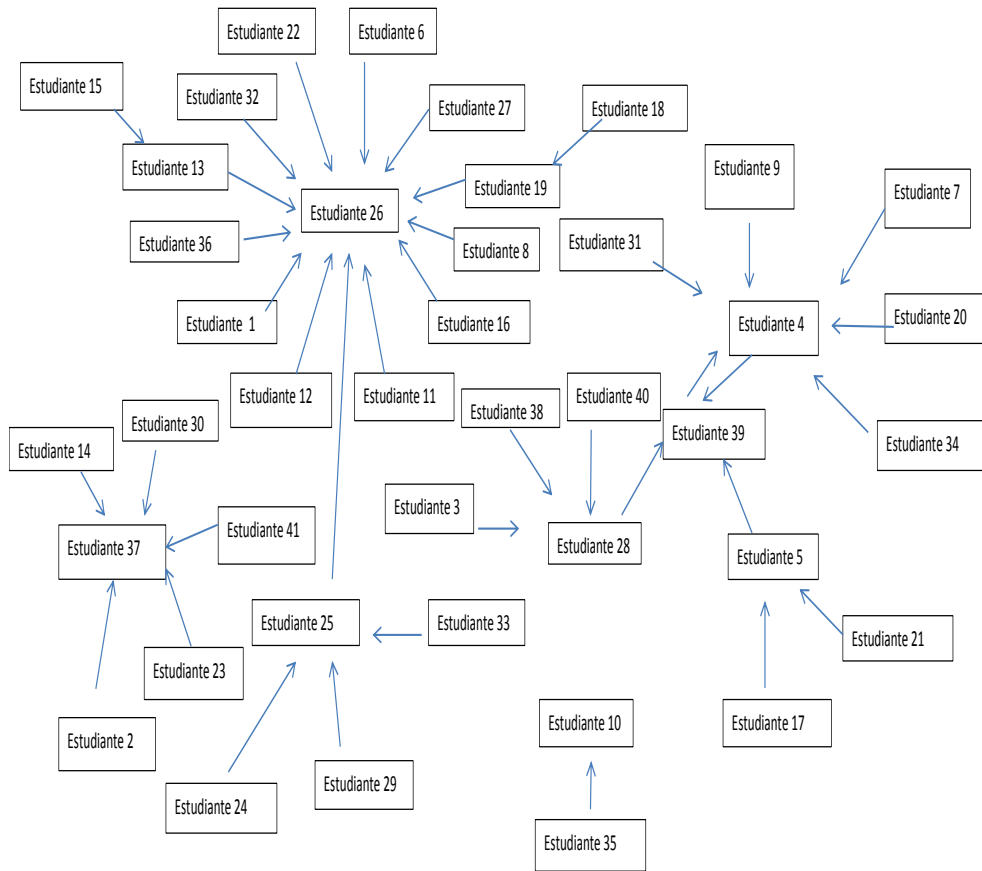 Estudiante 22
Estudiante 6
Estudiante 15
Estudiante 32
Estudiante 27
Estudiante 18
Estudiante 13
Estudiante 19
Estudiante 9
Estudiante 7
Estudiante 26
Estudiante 36
Estudiante 8
Estudiante 31
Estudiante 1
Estudiante 16
Estudiante 4
Estudiante 20
Estudiante 12
Estudiante 11
Estudiante 38
Estudiante 40
Estudiante 30
Estudiante 14
Estudiante 39
Estudiante 34
Estudiante 3
Estudiante 41
Estudiante 37
Estudiante 28
Estudiante 5
Estudiante 25
Estudiante 33
Estudiante 21
Estudiante 23
Estudiante 2
Estudiante 10
Estudiante 17
Estudiante 29
Estudiante 24
Estudiante 35